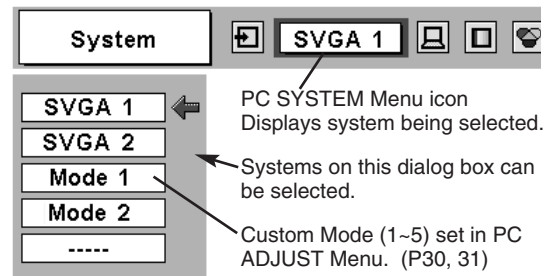 System
SVGA 1
PC SYSTEM Menu icon
Displays system being selected.
SVGA 1
SVGA 2
Mode 1
Mode 2
-----
Systems on this dialog box can
be selected.
Custom Mode (1~5) set in PC
ADJUST Menu. (P30, 31)